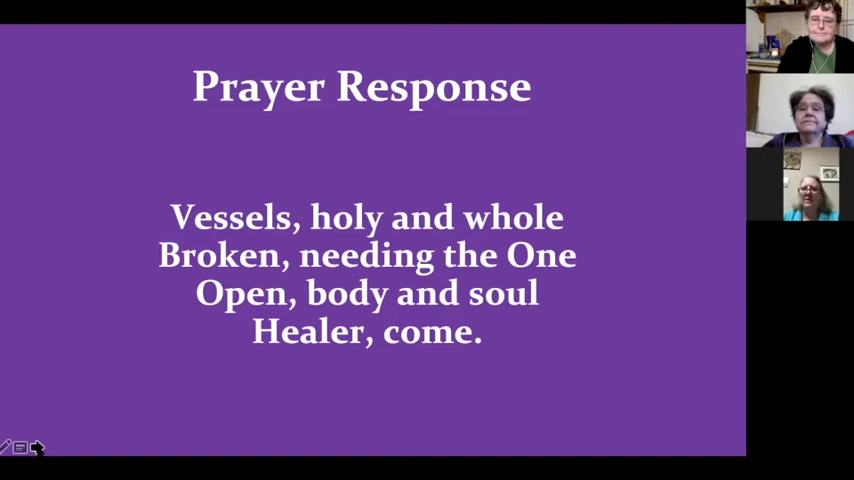 Prayer Response
Vessels, holy and whole
Broken, needing the One
Open, body and soul
Healer, come.